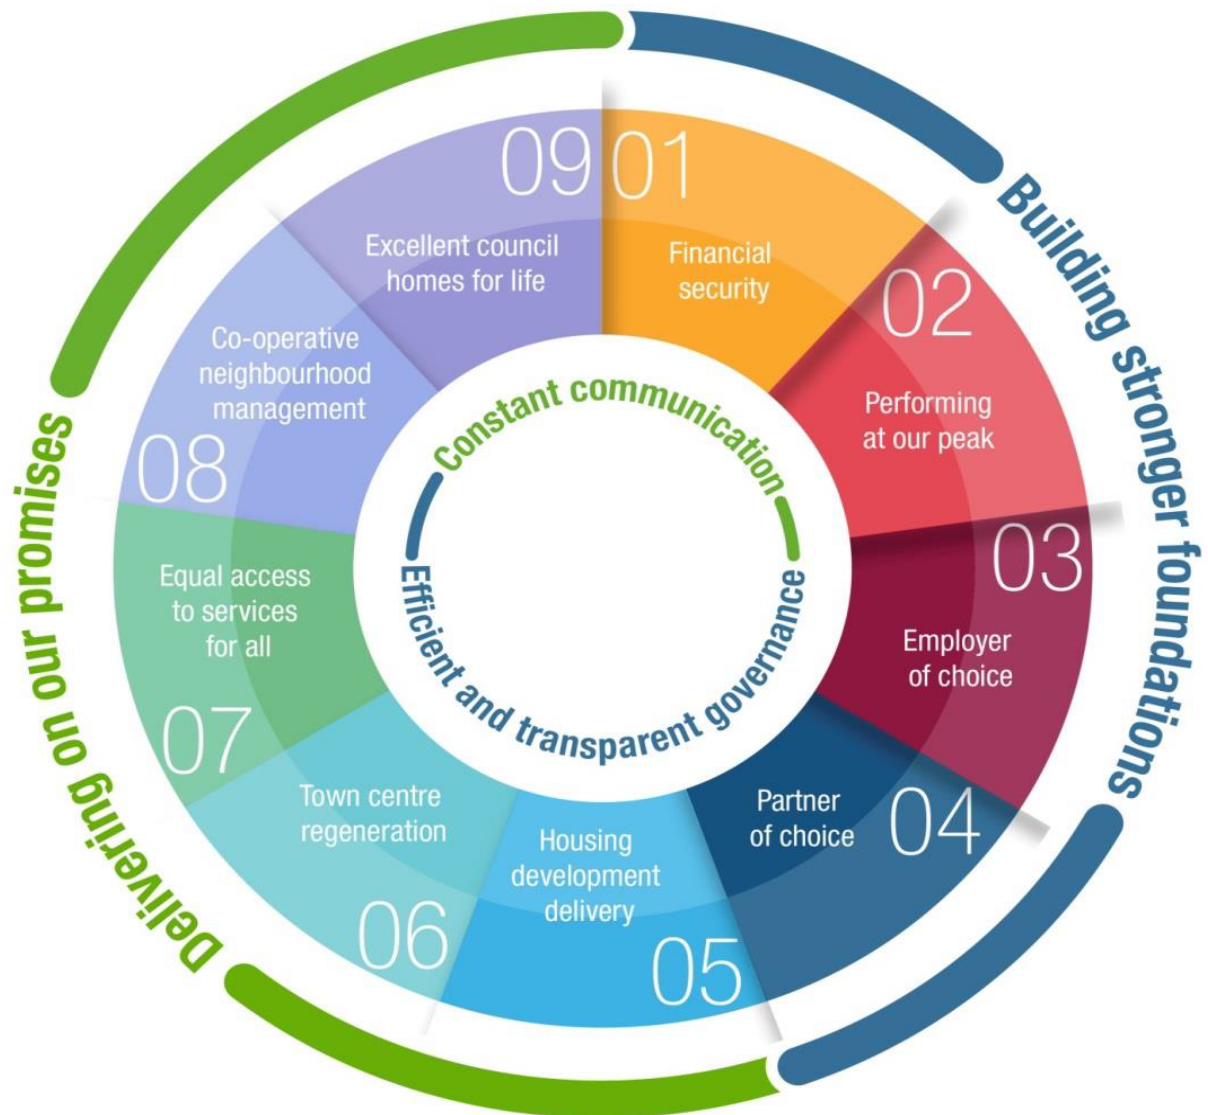 01
Financial
security
02
Performing
at our peak
03
Employer
of choice
04
Partner
of choice
05
Housing
development
delivery
06
Town centre
regeneration
07
Equal access
to services
for all
08
Co-operative
neighbourhood
management
09
Excellent council
homes for life
Building stronger foundations
Delivering on our promises
Constant communication
Efficient and transparent governance